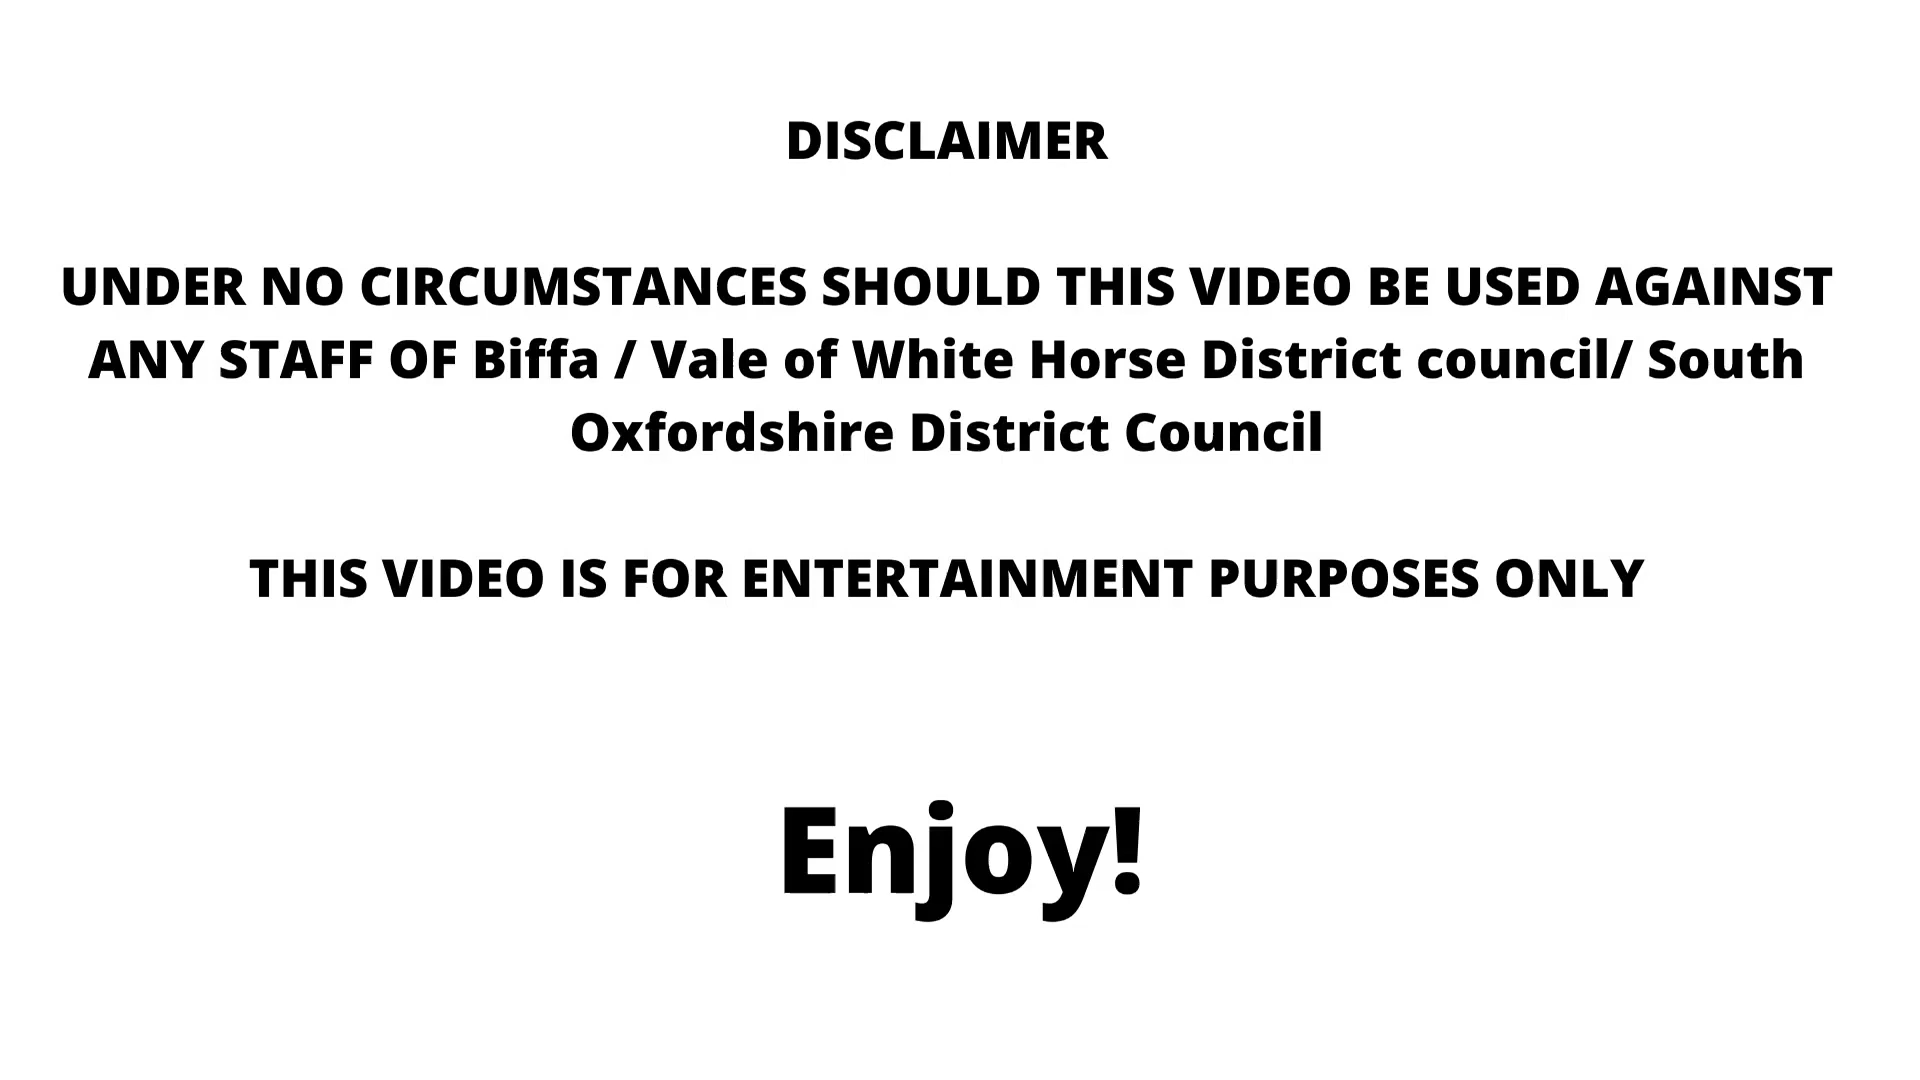 DISCLAIMER
UNDER NO CIRCUMSTANCES SHOULD THIS VIDEO BE USED AGAINST
ANY STAFF OF Biffa / Vale of White Horse District council/ South
Oxfordshire District Council
THIS VIDEO IS FOR ENTERTAINMENT PURPOSES ONLY
Enjoy!